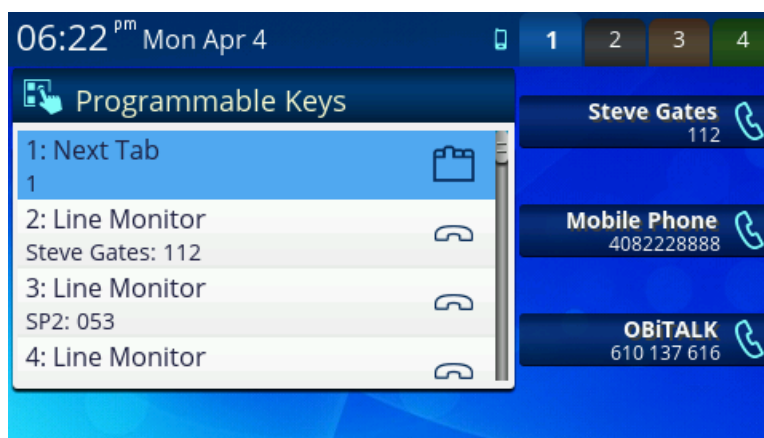 06:22 pm Mon Apr 4
1 2 3 4
Programmable Keys
1: Next Tab
1
2: Line Monitor
Steve Gates: 112
3: Line Monitor
SP2: 053
4: Line Monitor
Steve Gates
112
Mobile Phone
4082228888
OBiTALK
610 137 616